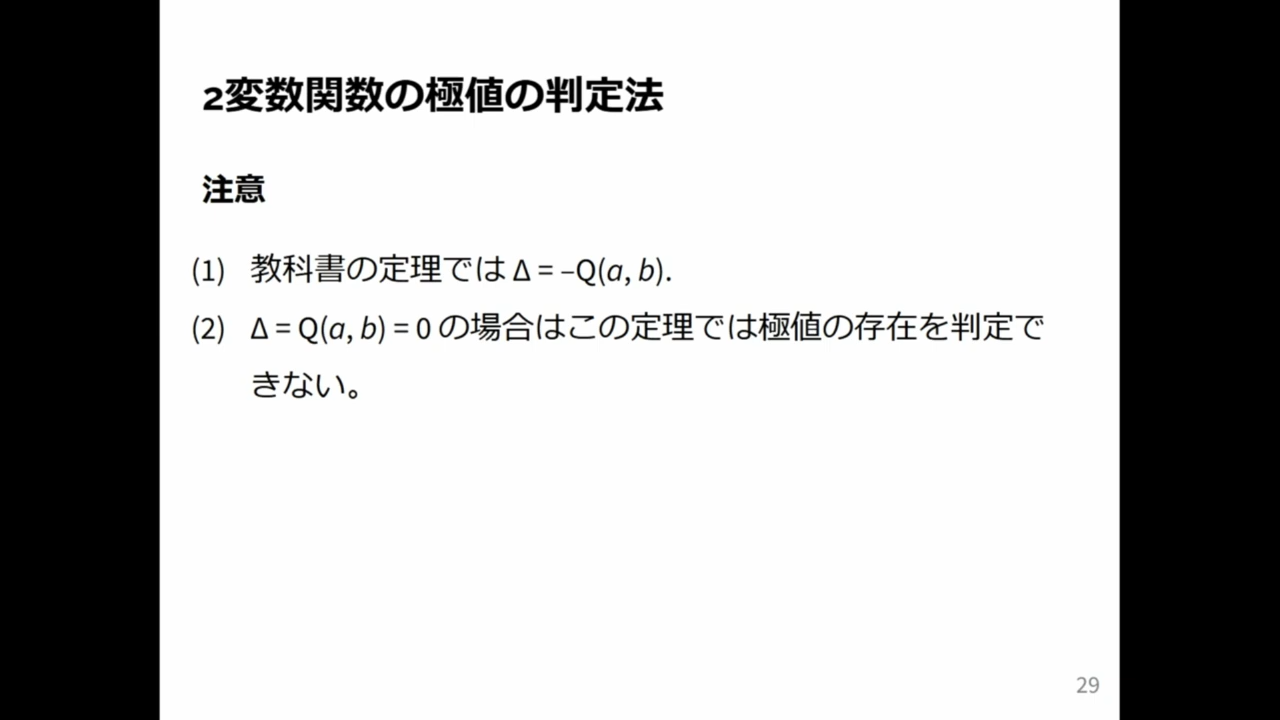 2変数関数の極値の判定法
注意
(1) 教科書の定理では Δ = –Q(a, b).
(2) Δ = Q(a, b) = 0 の場合はこの定理では極値の存在を判定で
きない。
29